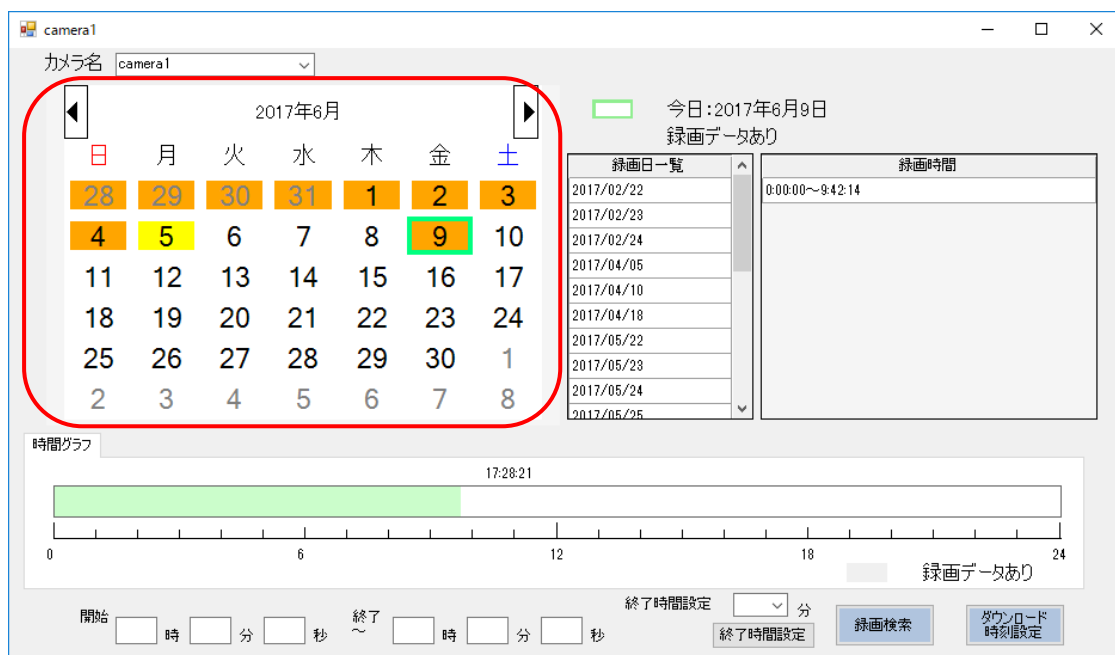 camera1
カメラ名 camera1
2017年6月
日 月 火 水 木 金 土
28 29 30 31 1 2 3
4 5 6 7 8 9 10
11 12 13 14 15 16 17
18 19 20 21 22 23 24
25 26 27 28 29 30 1
2 3 4 5 6 7 8
今日:2017年6月9日
録画データあり
録画日一覧
2017/02/22
2017/02/23
2017/02/24
2017/04/05
2017/04/10
2017/04/18
2017/05/22
2017/05/23
2017/05/24
2017/05/25
録画時間
0:00:00～9:42:14
時間グラフ
17:28:21
0 6 12 18 24
録画データあり
開始 時 分 秒 終了 ～ 時 分 秒
終了時間設定 分
終了時間設定
録画検索
ダウンロード
時刻設定